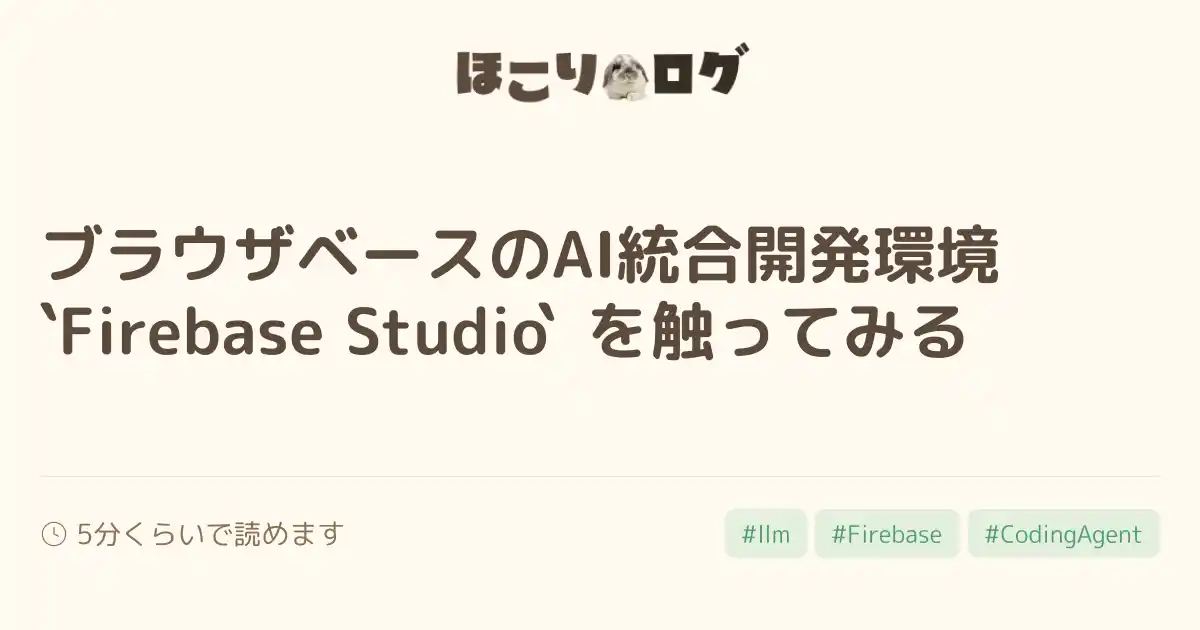 ほこりログ
ブラウザベースのAI統合開発環境
`Firebase Studio` を触ってみる
5分くらいで読めます
#llm #Firebase #CodingAgent